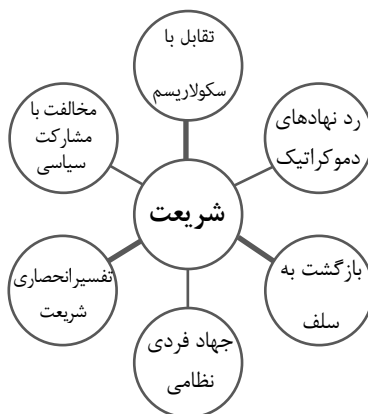 تقابل با
سکولاریسم
رد نهادهای
دموکراتیک
بازگشت به
سلف
جهاد فردی
نظامی
تفسیرانحصاری
شریعت
مخالفت با
مشارکت
سیاسی
شریعت